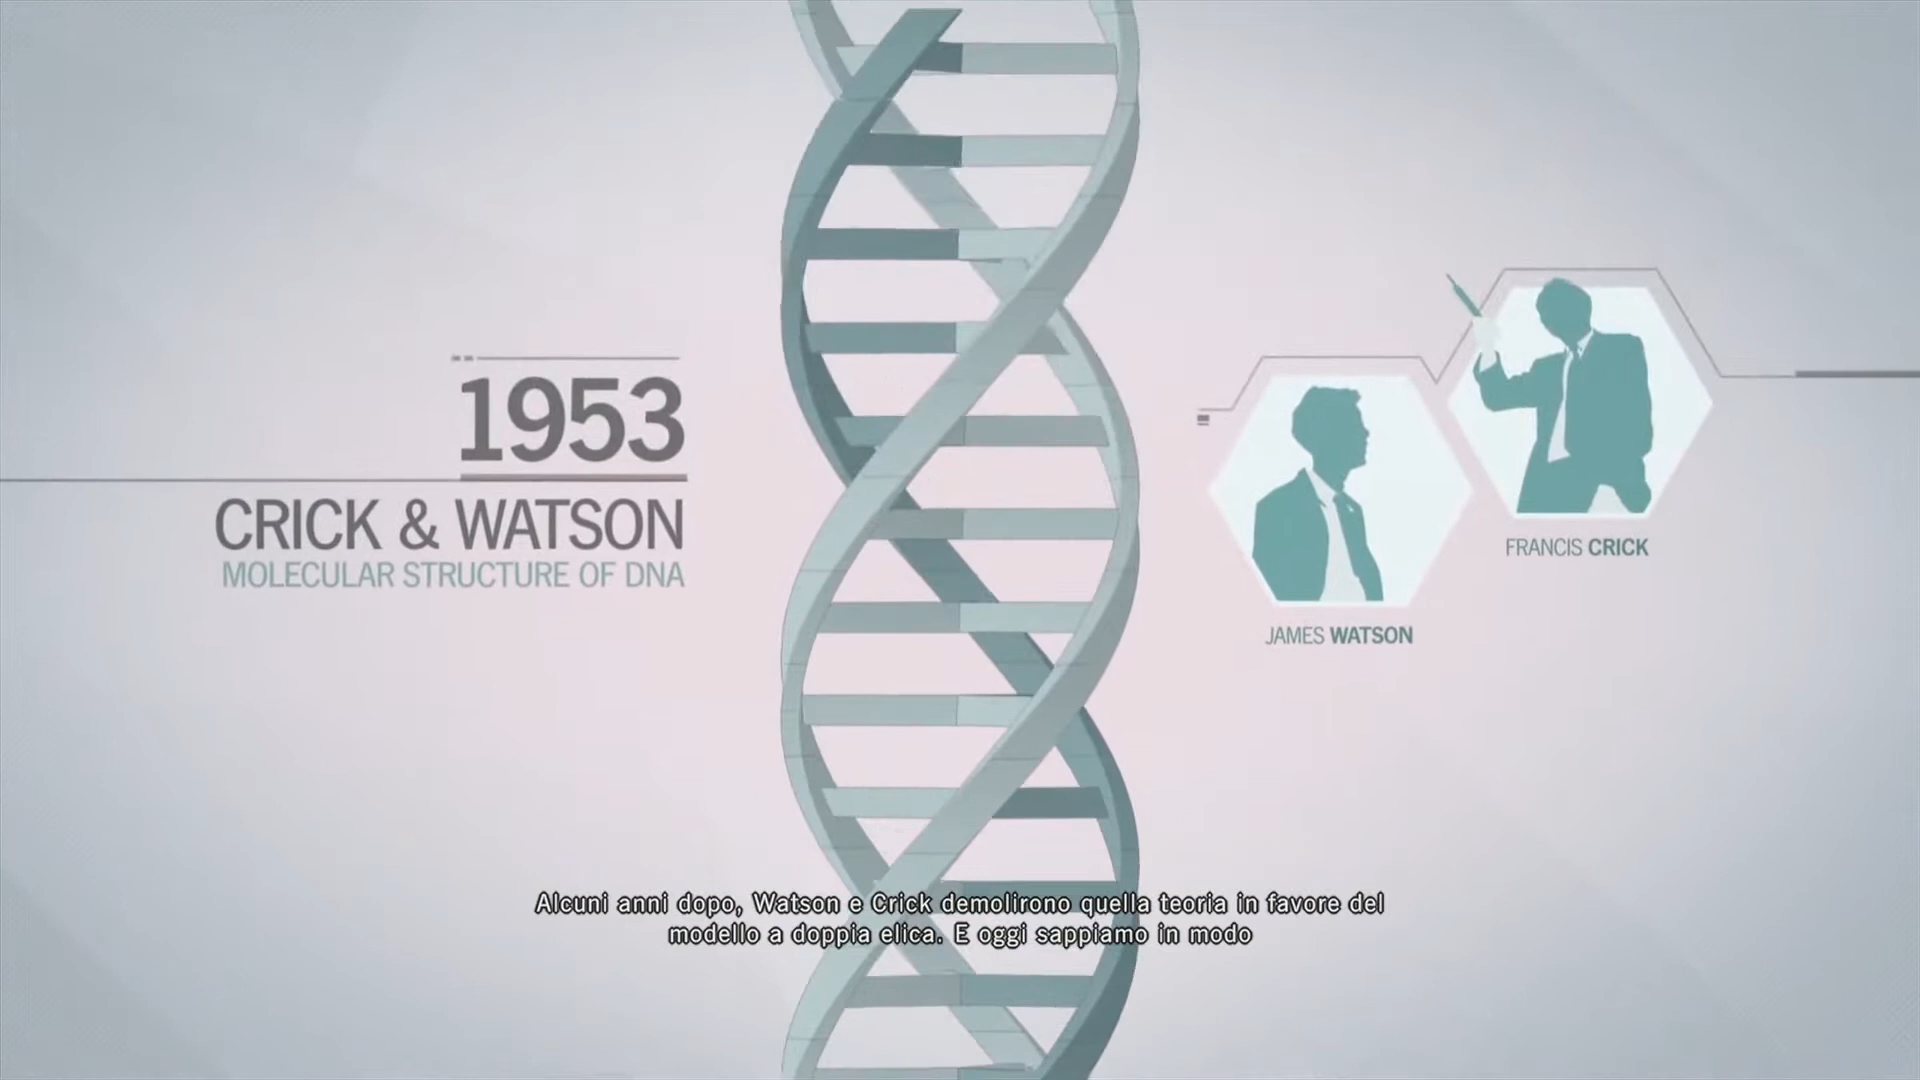 1953
CRICK & WATSON
MOLECULAR STRUCTURE OF DNA
FRANCIS CRICK
JAMES WATSON
Alcuni anni dopo, Watson e Crick demolirono quella teoria in favore del
modello a doppia elica. E oggi sappiamo in modo